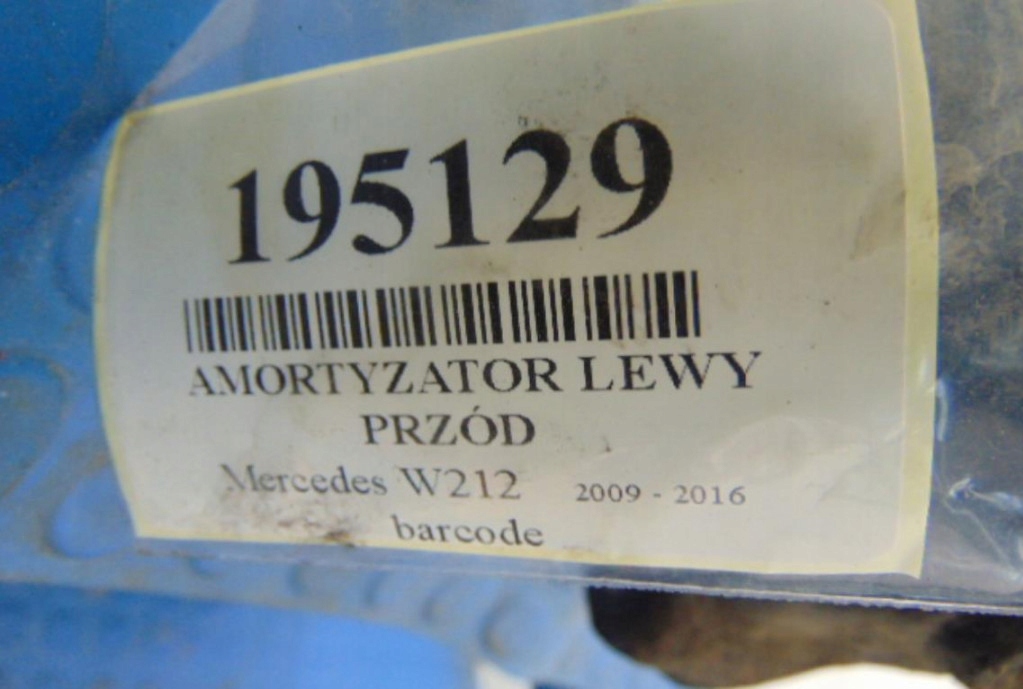 195129
AMORTYZATOR LEWY
PRZÓD
Mercedes W212 2009 - 2016
barcode